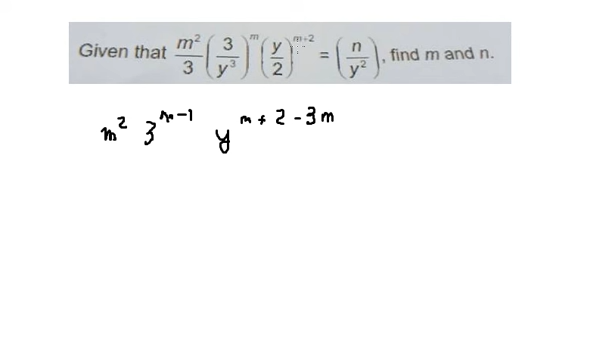 Given that m²/3 (3/y³)^m (y/2)^(m+2) = (n/y²), find m and n.
m² 3^(m-1) y^(m+2-3m)